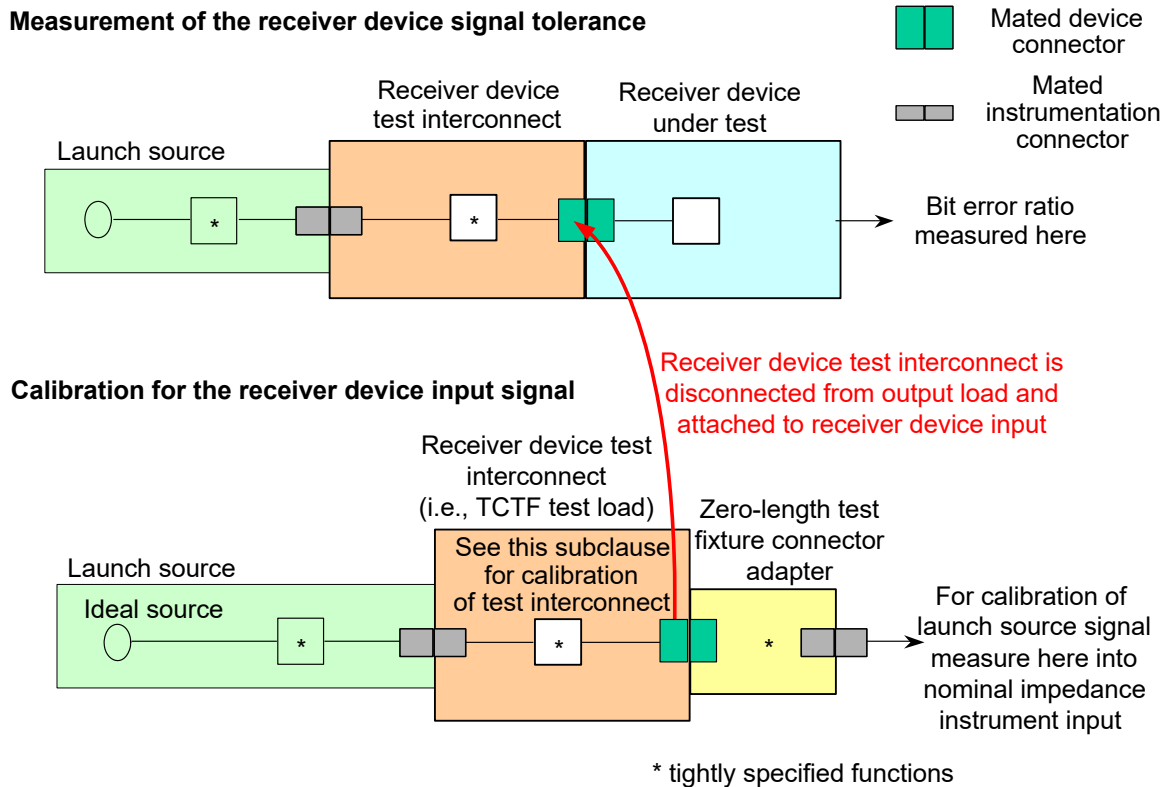 Measurement of the receiver device signal tolerance
Mated device
connector
Mated
instrumentation
connector
Receiver device
test interconnect
Receiver device
under test
Launch source
*
*
Bit error ratio
measured here
Receiver device test interconnect is
disconnected from output load and
attached to receiver device input
Calibration for the receiver device input signal
Receiver device test
interconnect
(i.e., TCTF test load)
Zero-length test
fixture connector
adapter
See this subclause
for calibration
of test interconnect
Launch source
Ideal source
*
*
*
For calibration of
launch source signal
measure here into
nominal impedance
instrument input
* tightly specified functions